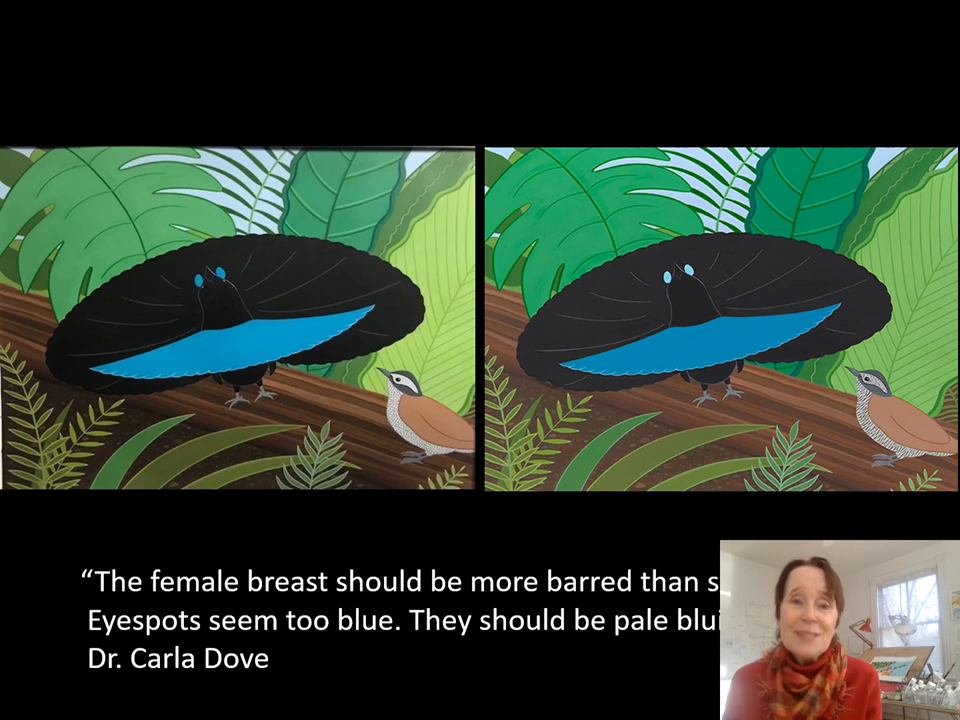 “The female breast should be more barred than
Eyespots seem too blue. They should be pale
Dr. Carla Dove